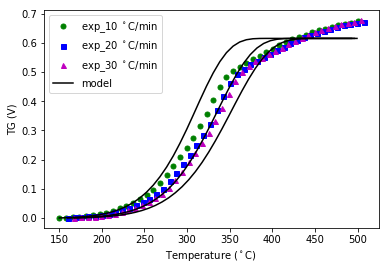 0.7
0.6
0.5
0.4
0.3
0.2
0.1
0.0
TG (V)
exp_10 °C/min
exp_20 °C/min
exp_30 °C/min
model
150 200 250 300 350 400 450 500
Temperature (°C)